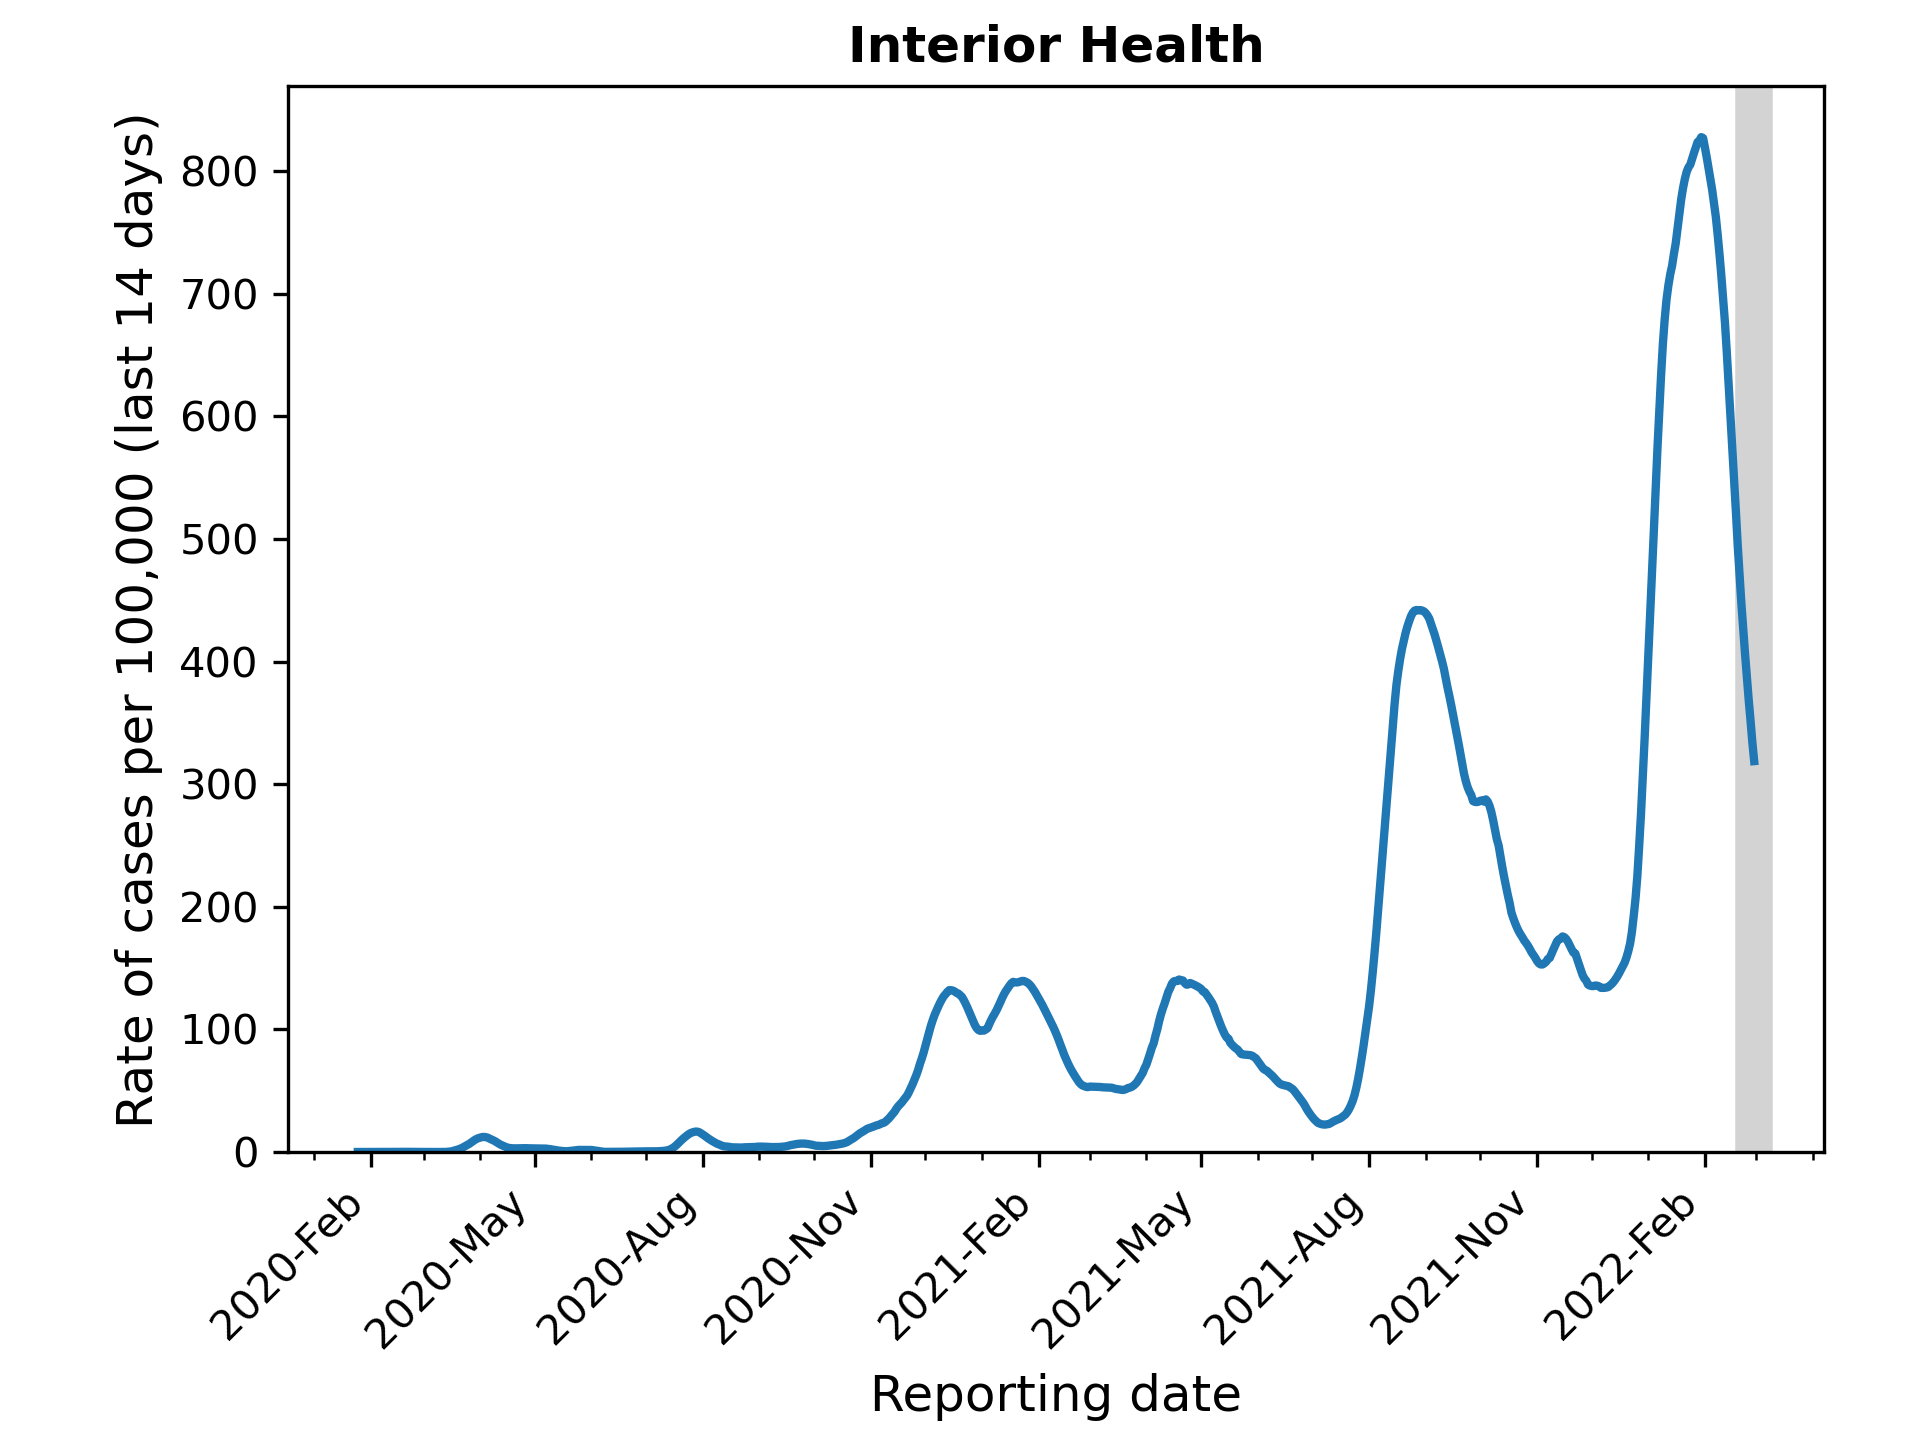 Interior Health
Rate of cases per 100,000 (last 14 days)
800
700
600
500
400
300
200
100
0
2020-Feb
2020-May
2020-Aug
2020-Nov
2021-Feb
2021-May
2021-Aug
2021-Nov
2022-Feb
Reporting date